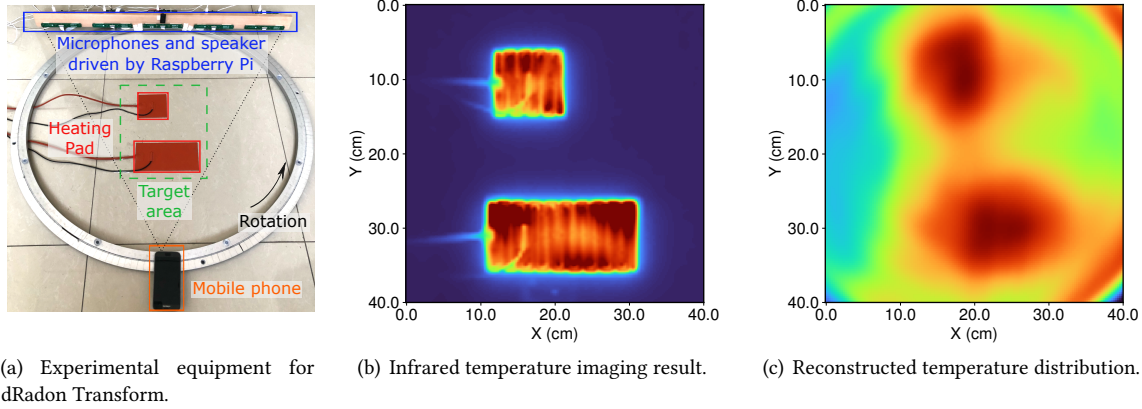 Microphones and speaker
driven by Raspberry Pi
Heating
Pad
Target
area
Rotation
Mobile phone
(a) Experimental equipment for
dRadon Transform.
0.0
10.0
20.0
30.0
40.0
Y (cm)
0.0 10.0 20.0 30.0 40.0
X (cm)
(b) Infrared temperature imaging result.
0.0
10.0
20.0
30.0
40.0
Y (cm)
0.0 10.0 20.0 30.0 40.0
X (cm)
(c) Reconstructed temperature distribution.